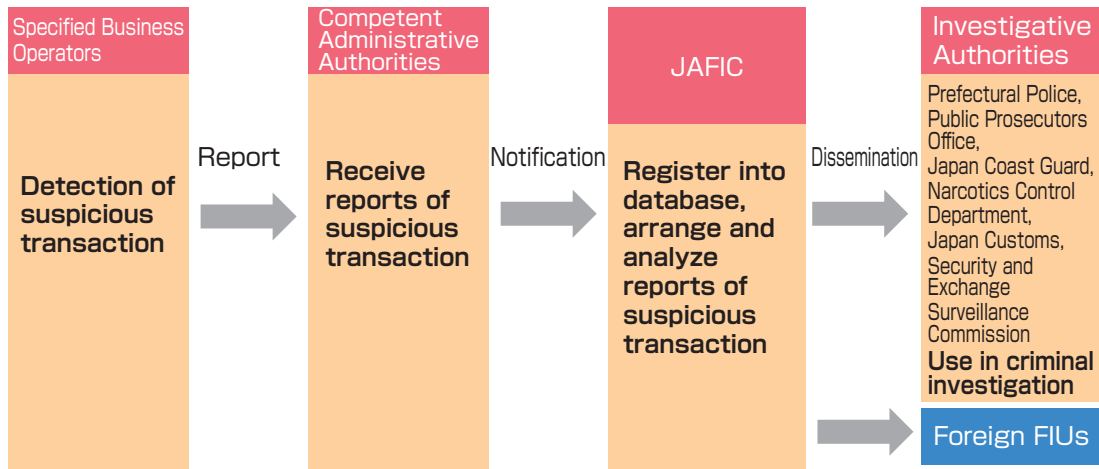 Specified Business
Operators
Detection of
suspicious
transaction
Report
Competent
Administrative
Authorities
Receive
reports of
suspicious
transaction
Notification
JAFIC
Register into
database,
arrange and
analyze
reports of
suspicious
transaction
Dissemination
Investigative
Authorities
Prefectural Police,
Public Prosecutors
Office,
Japan Coast Guard,
Narcotics Control
Department,
Japan Customs,
Security and
Exchange
Surveillance
Commission
Use in criminal
investigation
Foreign FIUs